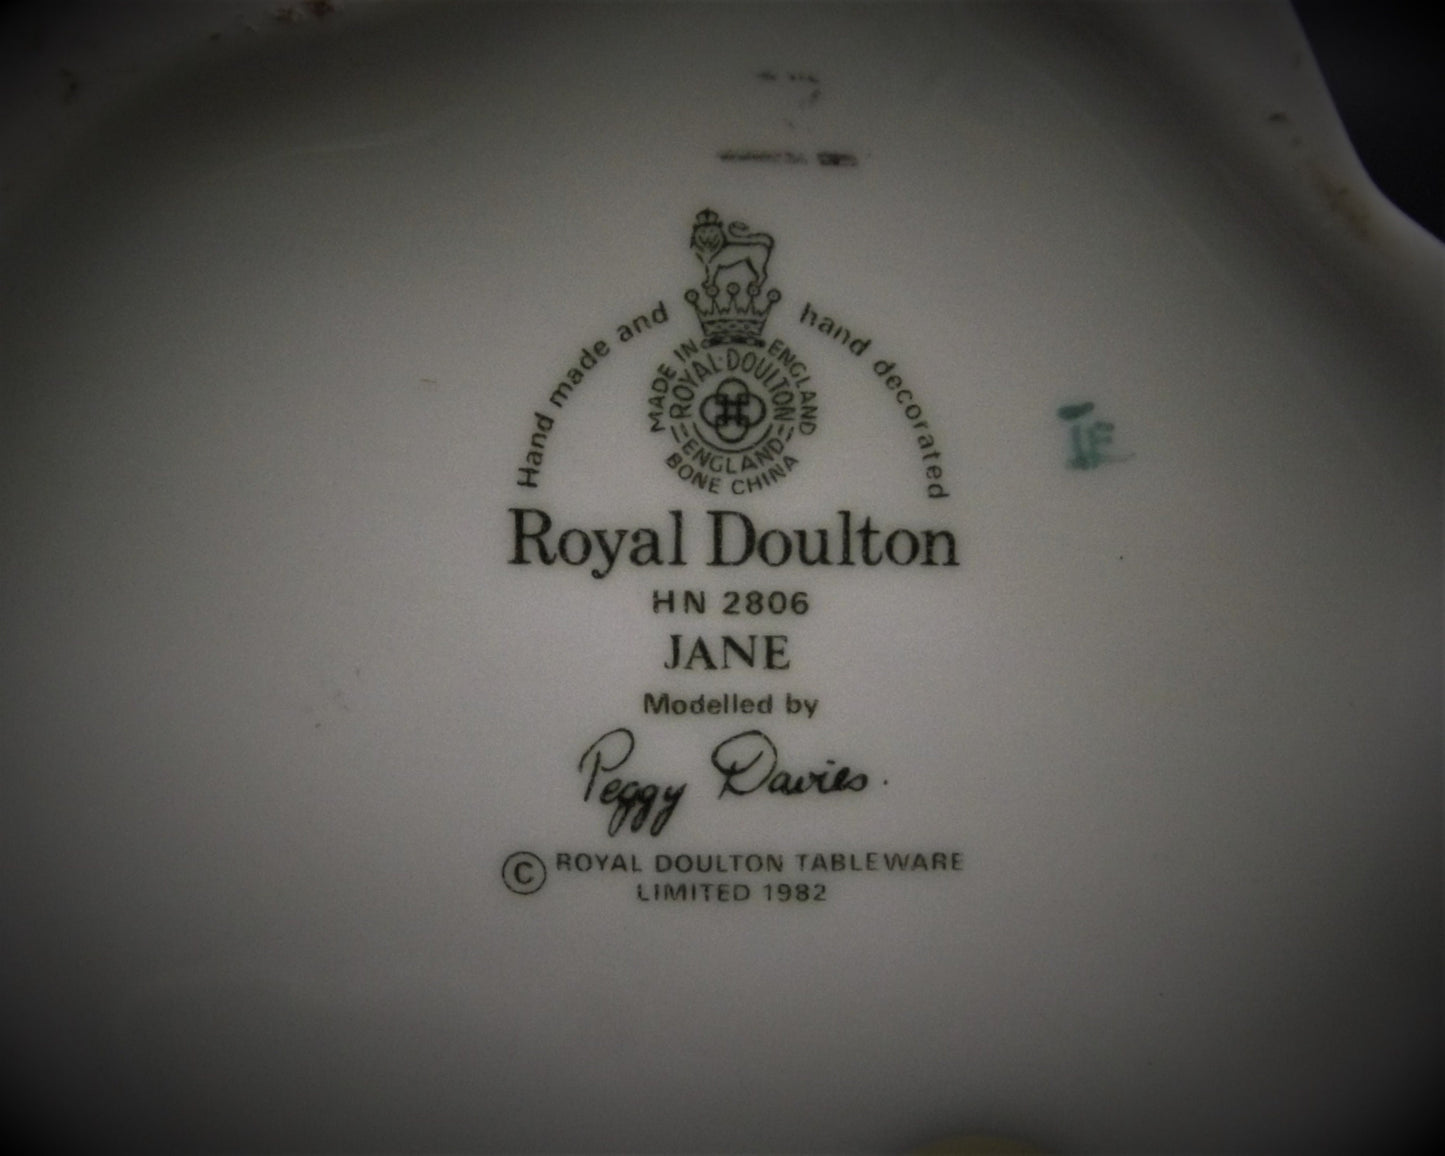 Hand made and hand decorated
MADE IN ENGLAND
ROYAL·DOULTON
ENGLAND
BONE CHINA
Royal Doulton
HN 2806
JANE
Modelled by
Peggy Davies.
© ROYAL DOULTON TABLEWARE
LIMITED 1982